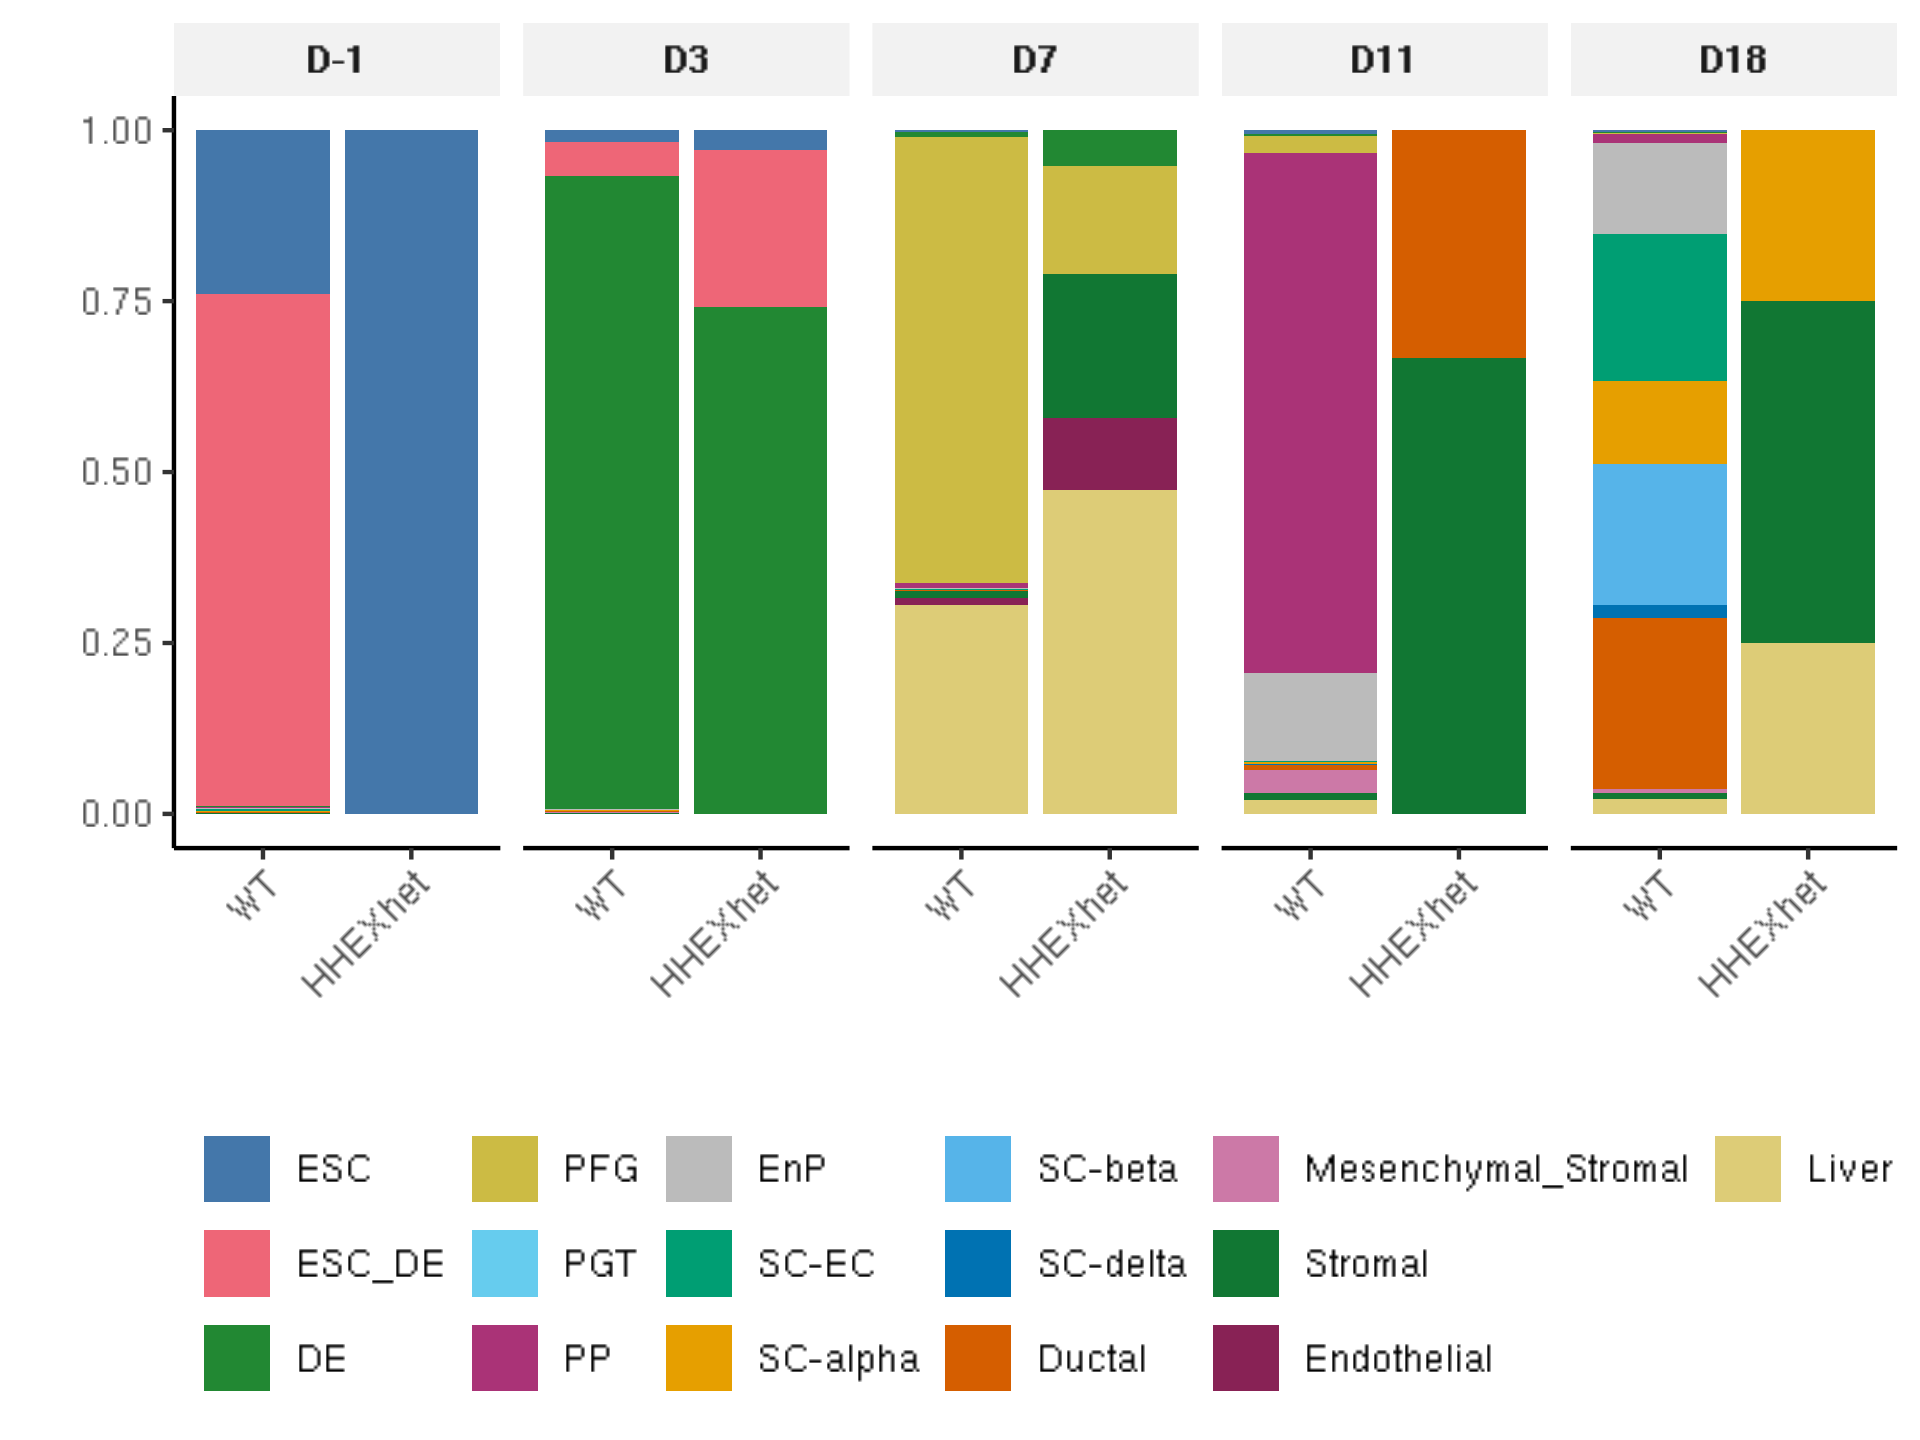 D-1 D3 D7 D11 D18
1.00
0.75
0.50
0.25
0.00
WT HHEXhet WT HHEXhet WT HHEXhet WT HHEXhet WT HHEXhet
ESC PFG EnP SC-beta Mesenchymal_Stromal Liver
ESC_DE PGT SC-EC SC-delta Stromal
DE PP SC-alpha Ductal Endothelial